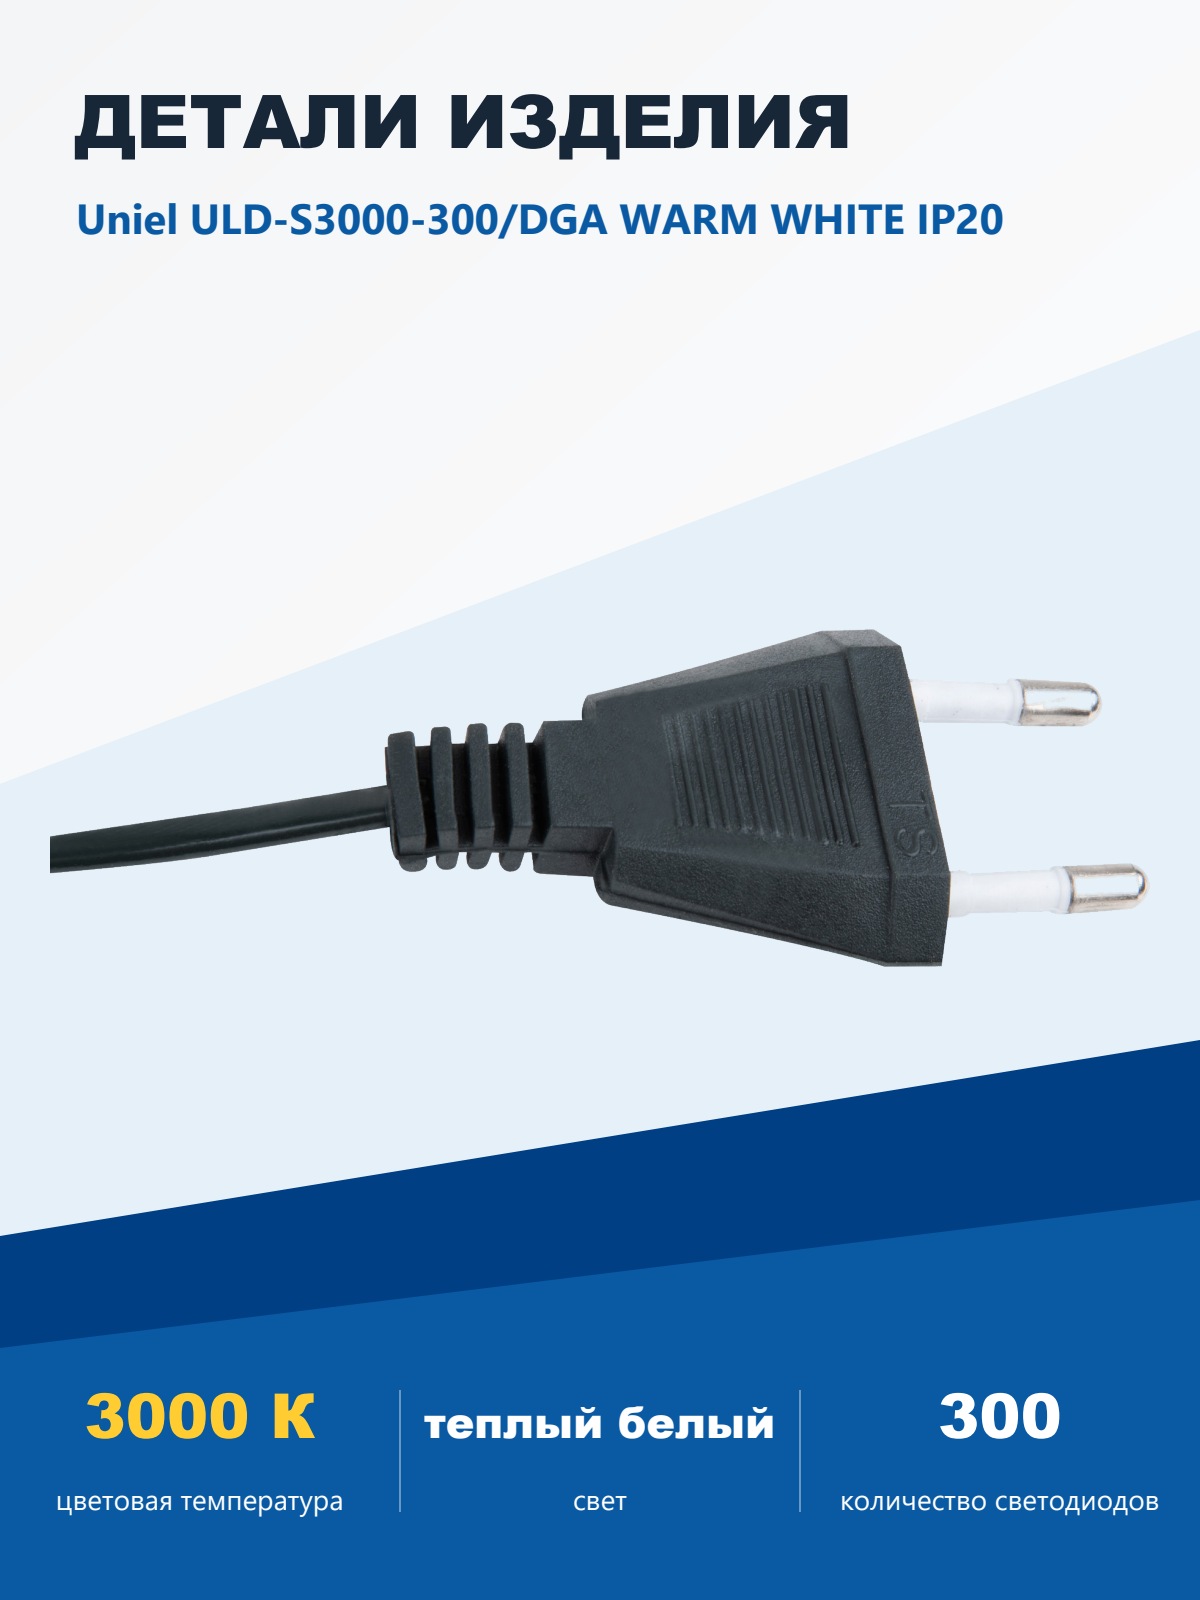 ДЕТАЛИ ИЗДЕЛИЯ
Uniel ULD-S3000-300/DGA WARM WHITE IP20
TS
3000 К
цветовая температура
теплый белый
свет
300
количество светодиодов